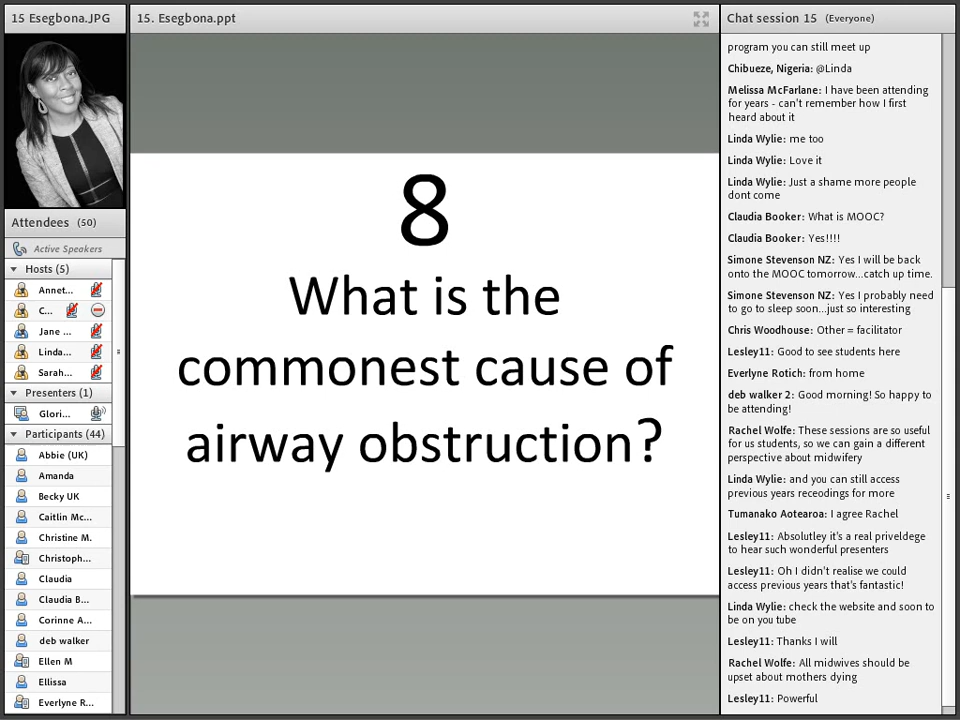 15 Esegbona.JPG
Attendees (50)
Active Speakers
Hosts (5)
Annet...
C...
Jane ...
Linda...
Sarah...
Presenters (1)
Glori...
Participants (44)
Abbie (UK)
Amanda
Becky UK
Caitlin Mc...
Christine M.
Christoph...
Claudia
Claudia B...
Corinne A...
deb walker
Ellen M
Ellissa
Everlyne R...
15. Esegbona.ppt
8
What is the
commonest cause of
airway obstruction?
Chat session 15 (Everyone)
program you can still meet up
Chibueze, Nigeria: @Linda
Melissa McFarlane: I have been attending
for years - can't remember how I first
heard about it
Linda Wylie: me too
Linda Wylie: Love it
Linda Wylie: Just a shame more people
dont come
Claudia Booker: What is MOOC?
Claudia Booker: Yes!!!!
Simone Stevenson NZ: Yes I will be back
onto the MOOC tomorrow...catch up time.
Simone Stevenson NZ: Yes I probably need
to go to sleep soon...just so interesting
Chris Woodhouse: Other = facilitator
Lesley11: Good to see students here
Everlyne Rotich: from home
deb walker 2: Good morning! So happy to
be attending!
Rachel Wolfe: These sessions are so useful
for us students, so we can gain a different
perspective about midwifery
Linda Wylie: and you can still access
previous years receodings for more
Tumanako Aotearoa: I agree Rachel
Lesley11: Absolutley it's a real priveldege
to hear such wonderful presenters
Lesley11: Oh I didn't realise we could
access previous years that's fantastic!
Linda Wylie: check the website and soon to
be on you tube
Lesley11: Thanks I will
Rachel Wolfe: All midwives should be
upset about mothers dying
Lesley11: Powerful